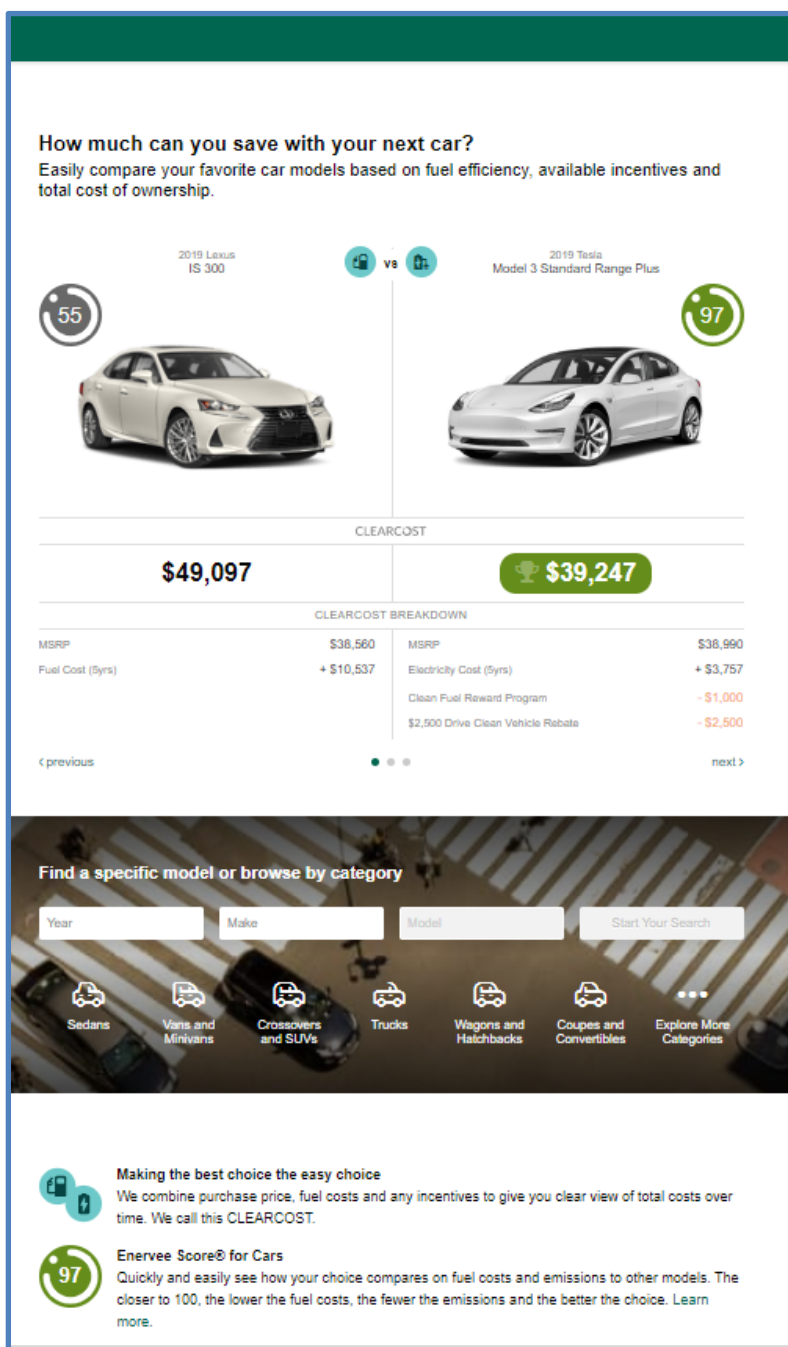 How much can you save with your next car?
Easily compare your favorite car models based on fuel efficiency, available incentives and
total cost of ownership.
2019 Lexus
IS 300
vs
2019 Tesla
Model 3 Standard Range Plus
55
97
CLEARCOST
$49,097
$39,247
CLEARCOST BREAKDOWN
MSRP $38,560
Fuel Cost (5yrs) + $10,537
MSRP $38,990
Electricity Cost (5yrs) + $3,757
Clean Fuel Reward Program - $1,000
$2,500 Drive Clean Vehicle Rebate - $2,500
‹ previous
next ›
Find a specific model or browse by category
Year
Make
Model
Start Your Search
Sedans
Vans and
Minivans
Crossovers
and SUVs
Trucks
Wagons and
Hatchbacks
Coupes and
Convertibles
Explore More
Categories
Making the best choice the easy choice
We combine purchase price, fuel costs and any incentives to give you clear view of total costs over
time. We call this CLEARCOST.
97
Enervee Score® for Cars
Quickly and easily see how your choice compares on fuel costs and emissions to other models. The
closer to 100, the lower the fuel costs, the fewer the emissions and the better the choice. Learn
more.